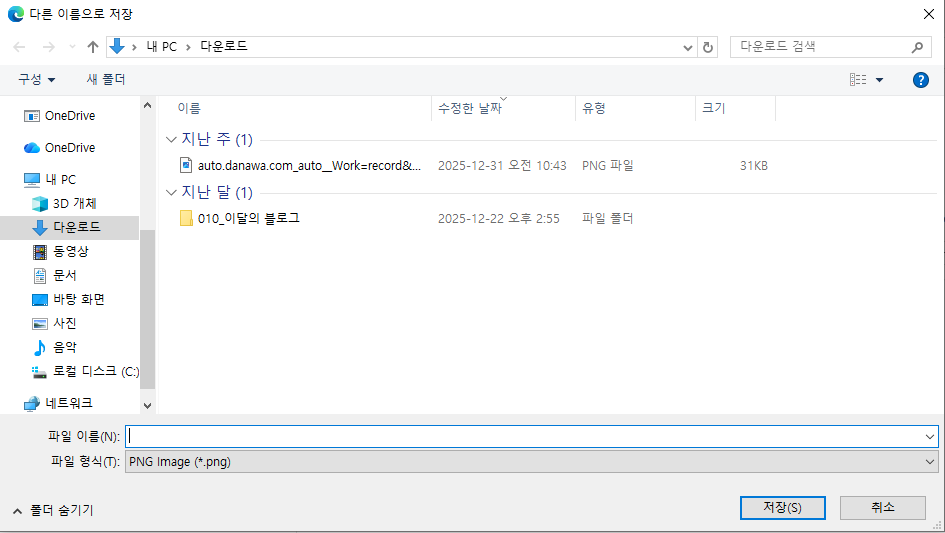 다른 이름으로 저장
내 PC > 다운로드
다운로드 검색
구성
새 폴더
OneDrive
OneDrive
내 PC
3D 개체
다운로드
동영상
문서
바탕 화면
사진
음악
로컬 디스크 (C:)
네트워크
이름 수정한 날짜 유형 크기
지난 주 (1)
auto.danawa.com_auto__Work=record&... 2025-12-31 오전 10:43 PNG 파일 31KB
지난 달 (1)
010_이달의 블로그 2025-12-22 오후 2:55 파일 폴더
파일 이름(N):
파일 형식(T): PNG Image (*.png)
폴더 숨기기
저장(S)
취소